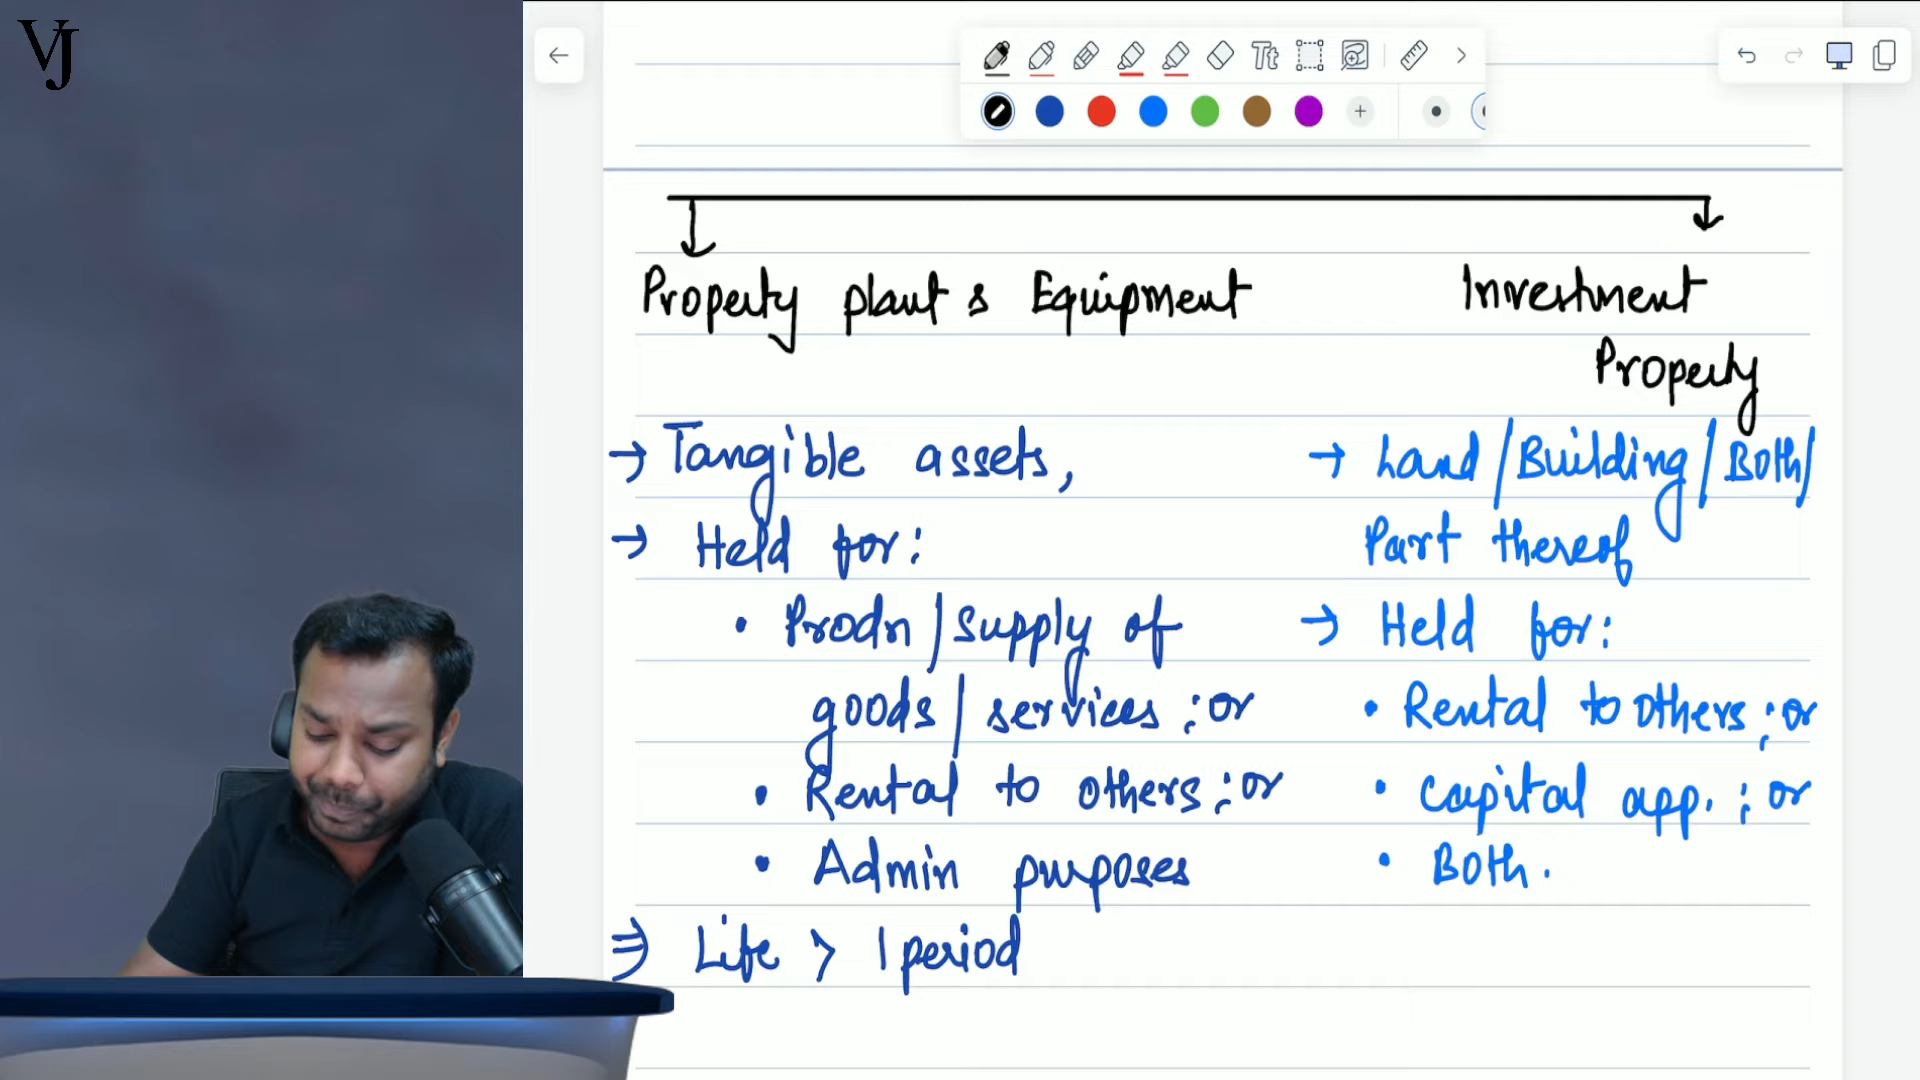 VJ
Property plant & Equipment
Investment
Property
→ Tangible assets,
→ Held for:
• Prodn/supply of
goods/services ; or
• Rental to others ; or
• Admin purposes
⇒ Life > 1 period
→ Land/Building/Both/
Part thereof
→ Held for:
• Rental to others ; or
• Capital app. ; or
• Both.
Tt